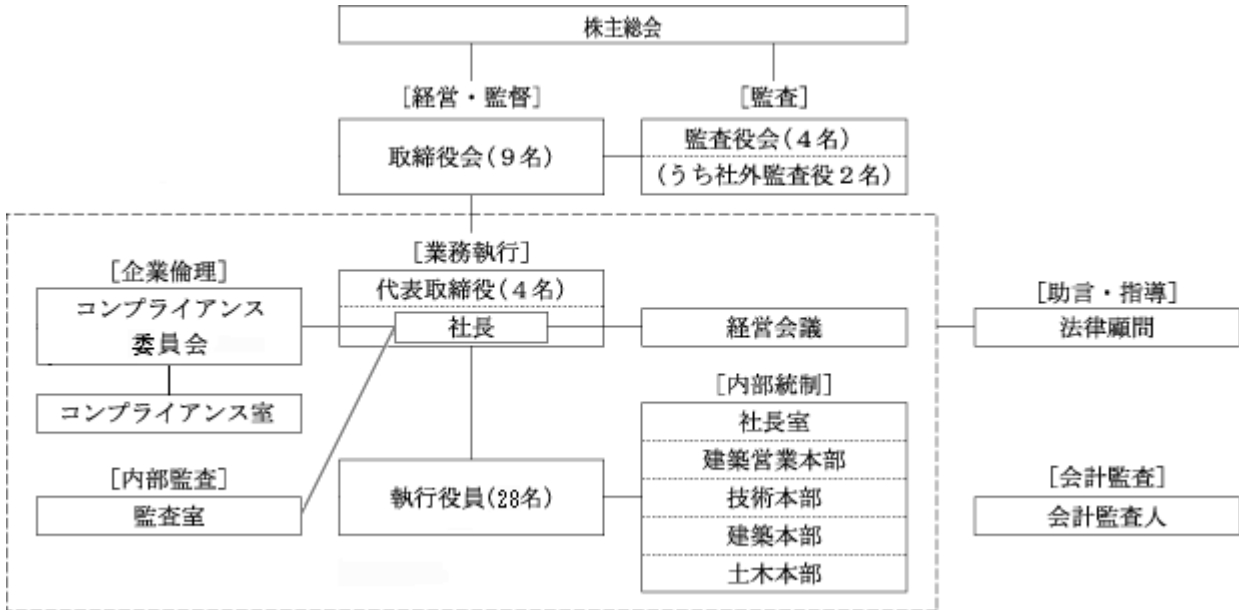 株主総会
[経営・監督]
[監査]
取締役会(9名)
監査役会(4名)
(うち社外監査役2名)
[業務執行]
[企業倫理]
代表取締役(4名)
社長
コンプライアンス
委員会
コンプライアンス室
経営会議
[助言・指導]
法律顧問
[内部統制]
社長室
建築営業本部
技術本部
建築本部
土木本部
[内部監査]
監査室
執行役員(28名)
[会計監査]
会計監査人